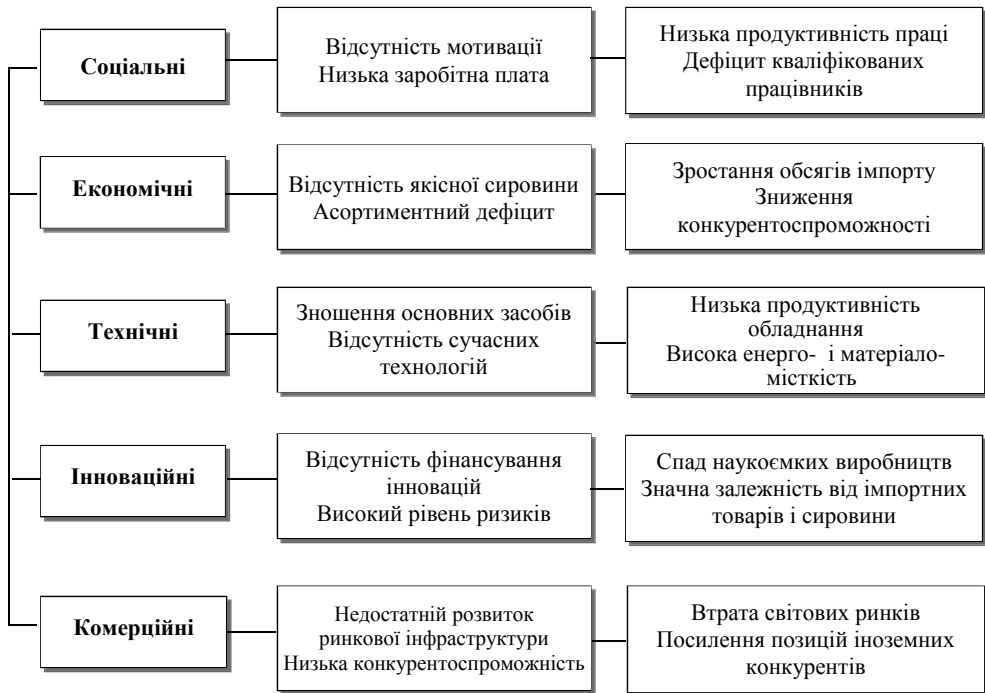 Соціальні
Відсутність мотивації
Низька заробітна плата
Низька продуктивність праці
Дефіцит кваліфікованих
працівників
Економічні
Відсутність якісної сировини
Асортиментний дефіцит
Зростання обсягів імпорту
Зниження
конкурентоспроможності
Технічні
Зношення основних засобів
Відсутність сучасних
технологій
Низька продуктивність
обладнання
Висока енерго- і матеріало-
місткість
Інноваційні
Відсутність фінансування
інновацій
Високий рівень ризиків
Спад наукоємких виробництв
Значна залежність від імпортних
товарів і сировини
Комерційні
Недостатній розвиток
ринкової інфраструктури
Низька конкурентоспроможність
Втрата світових ринків
Посилення позицій іноземних
конкурентів